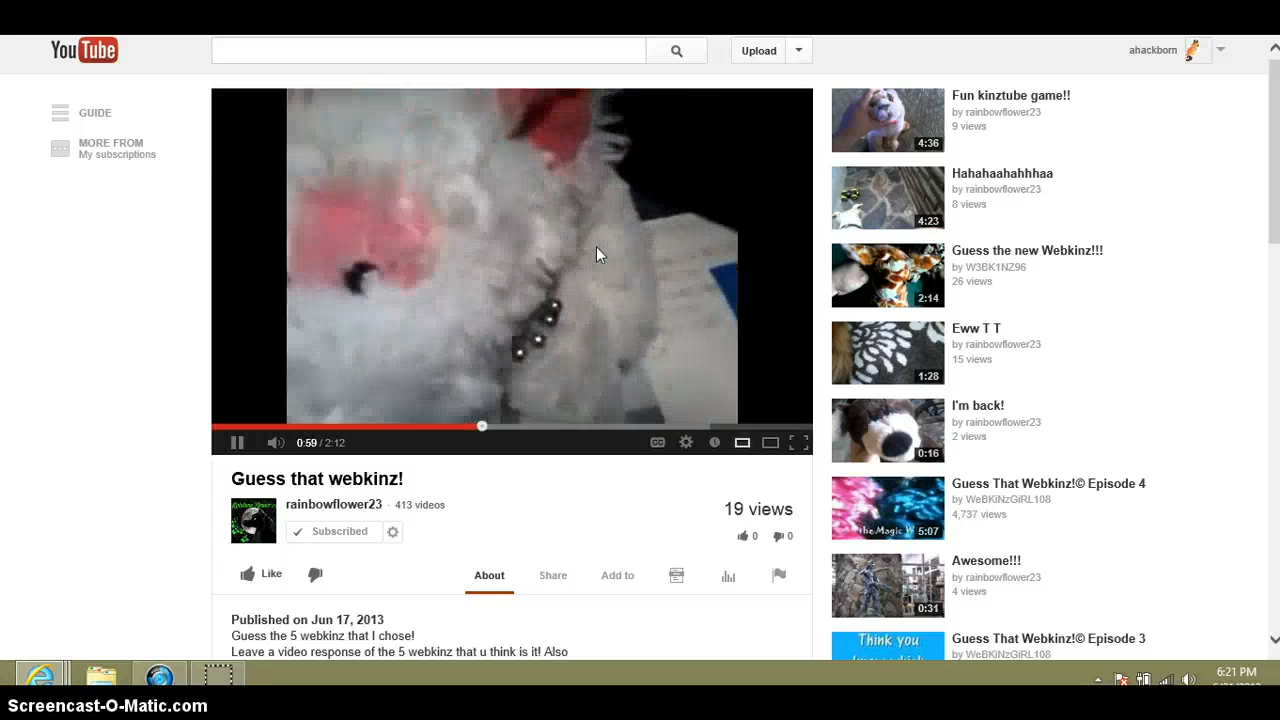 YouTube
Upload
ahackborn
GUIDE
MORE FROM
My subscriptions
0:59 / 2:12
CC
Guess that webkinz!
rainbowflower23 · 413 videos
Subscribed
19 views
0 0
Like
About
Share
Add to
Published on Jun 17, 2013
Guess the 5 webkinz that I chose!
Leave a video response of the 5 webkinz that u think is it! Also
4:36
Fun kinztube game!!
by rainbowflower23
9 views
4:23
Hahahaahahhhaa
by rainbowflower23
8 views
2:14
Guess the new Webkinz!!!
by W3BK1NZ96
26 views
1:28
Eww T T
by rainbowflower23
15 views
0:16
I'm back!
by rainbowflower23
2 views
the Magic W
5:07
Guess That Webkinz!© Episode 4
by WeBKiNzGiRL108
4,737 views
0:31
Awesome!!!
by rainbowflower23
4 views
Think you
Guess That Webkinz!© Episode 3
by WeBKiNzGiRL108
6:21 PM
Screencast-O-Matic.com